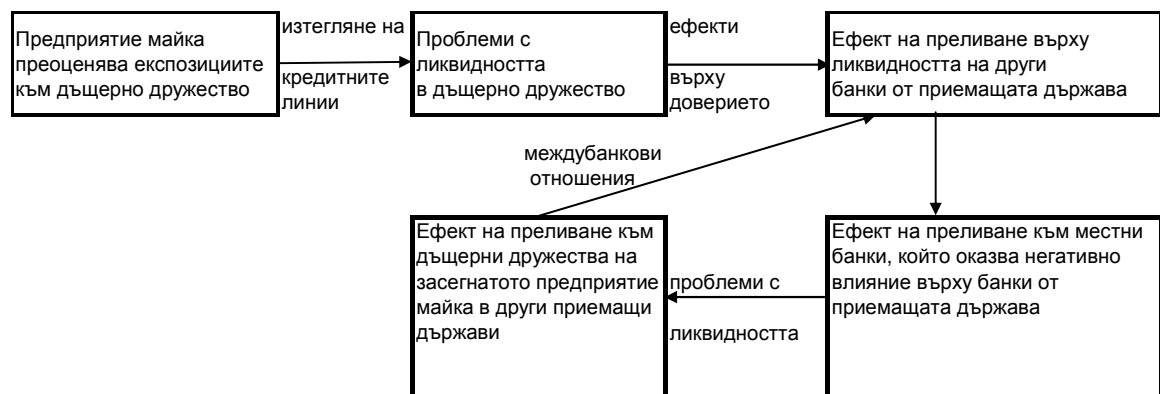 Предприятие майка
преоценява експозициите
към дъщерно дружество
изтегляне на
кредитните
линии
Проблеми с
ликвидността
в дъщерно дружество
ефекти
върху
доверието
Ефект на преливане върху
ликвидността на други
банки от приемащата държава
междубанкови
отношения
Ефект на преливане към
дъщерни дружества на
засегнатото предприятие
майка в други приемащи
държави
проблеми с
ликвидността
Ефект на преливане към местни
банки, който оказва негативно
влияние върху банки от
приемащата държава